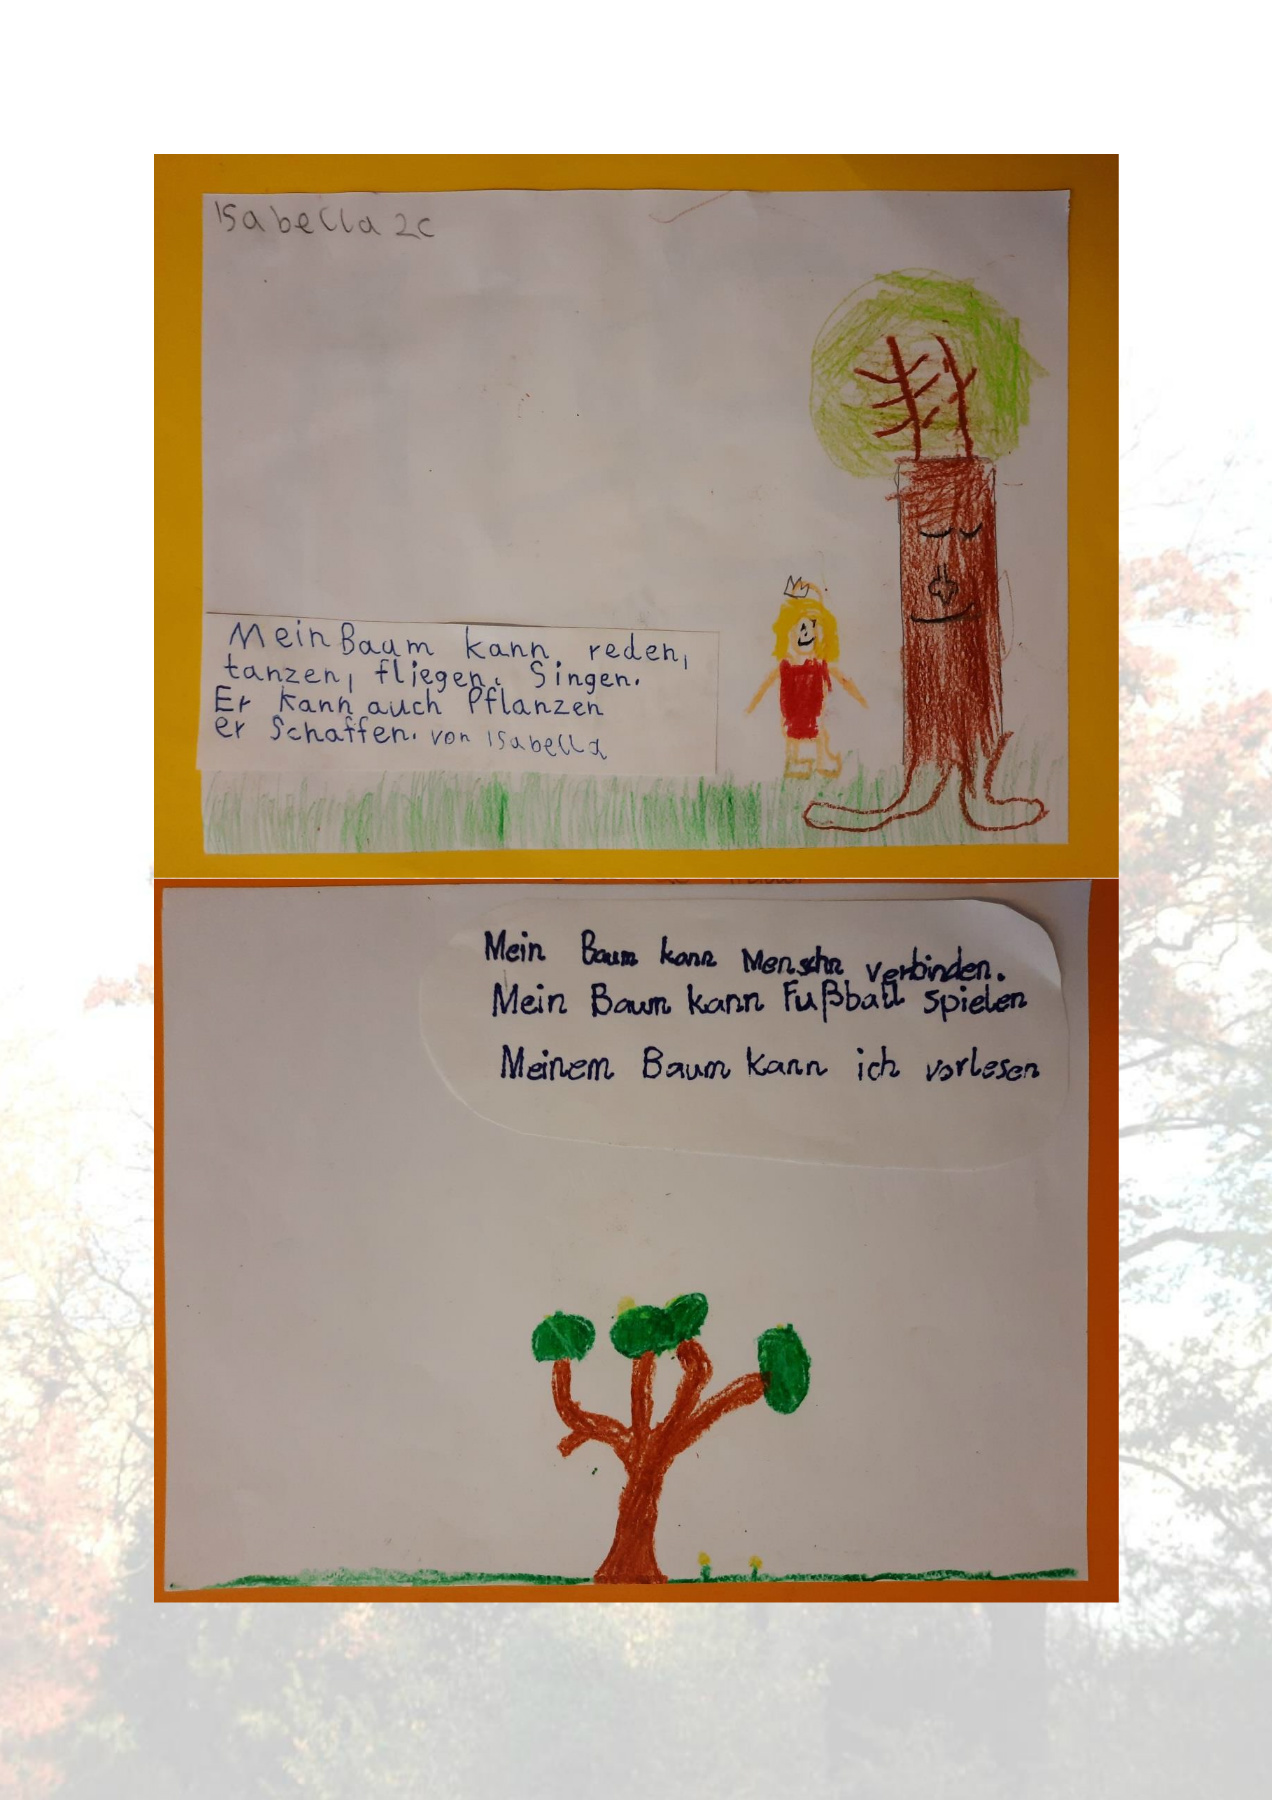 Isabella 2c
Mein Baum kann reden,
tanzen, fliegen, Singen.
Er kann auch Pflanzen
er Schaffen. von Isabella
Mein Baum kann Menschn verbinden.
Mein Baum kann Fußball spielen
Meinem Baum kann ich vorlesen